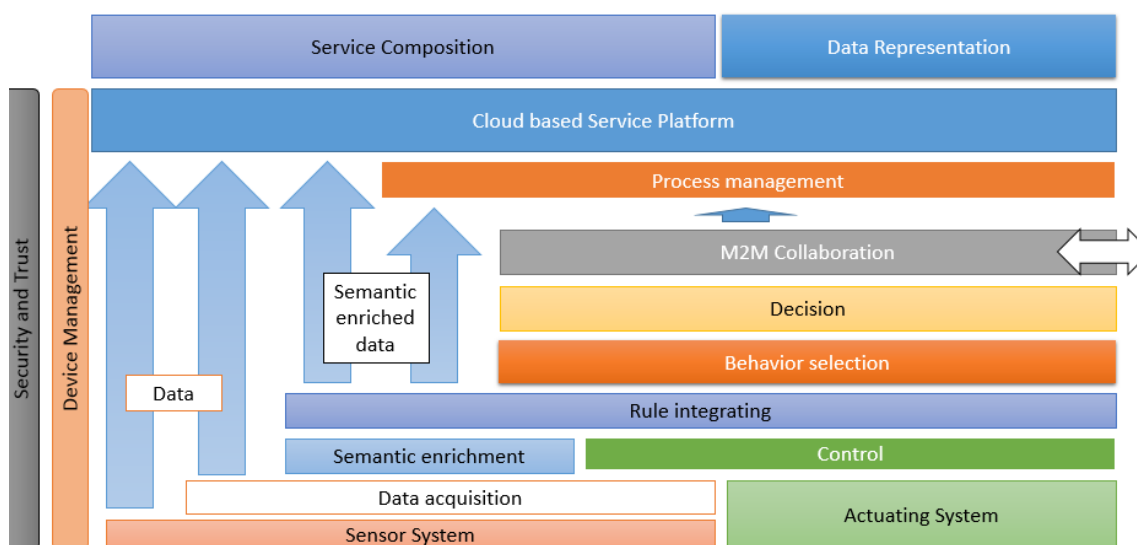 Service Composition
Data Representation
Cloud based Service Platform
Process management
M2M Collaboration
Semantic
enriched
data
Decision
Behavior selection
Data
Rule integrating
Semantic enrichment
Control
Data acquisition
Actuating System
Sensor System
Security and Trust
Device Management